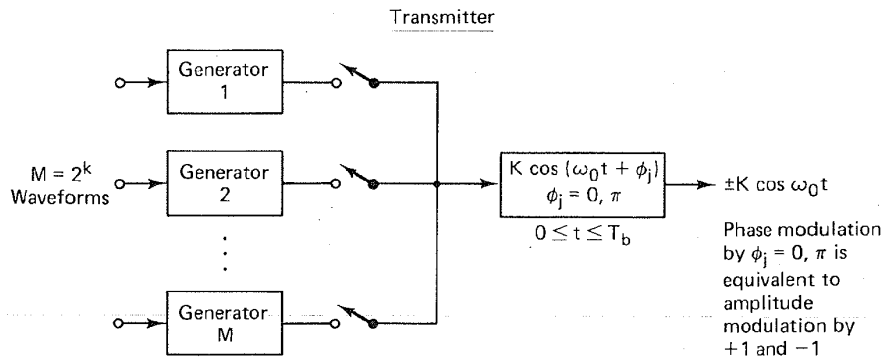 Transmitter
Generator
1
M = 2^k
Waveforms
Generator
2
Generator
M
K cos (ω₀t + ϕⱼ)
ϕⱼ = 0, π
0 ≤ t ≤ T_b
±K cos ω₀t
Phase modulation
by ϕⱼ = 0, π is
equivalent to
amplitude
modulation by
+1 and −1